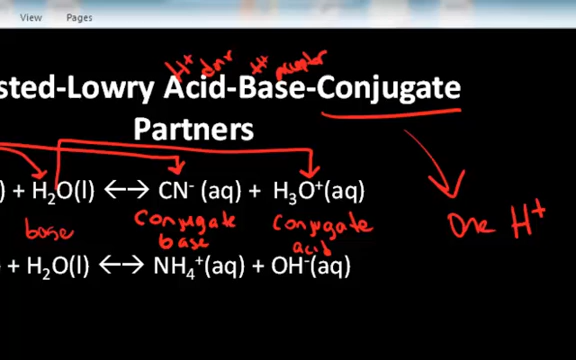 View Pages
H+ dnr H+ acceptor
sted-Lowry Acid-Base-Conjugate
Partners
) + H₂O(l) ←→ CN⁻ (aq) + H₃O⁺(aq)
base Conjugate base Conjugate acid
One H+
+ H₂O(l) ←→ NH₄⁺(aq) + OH⁻(aq)